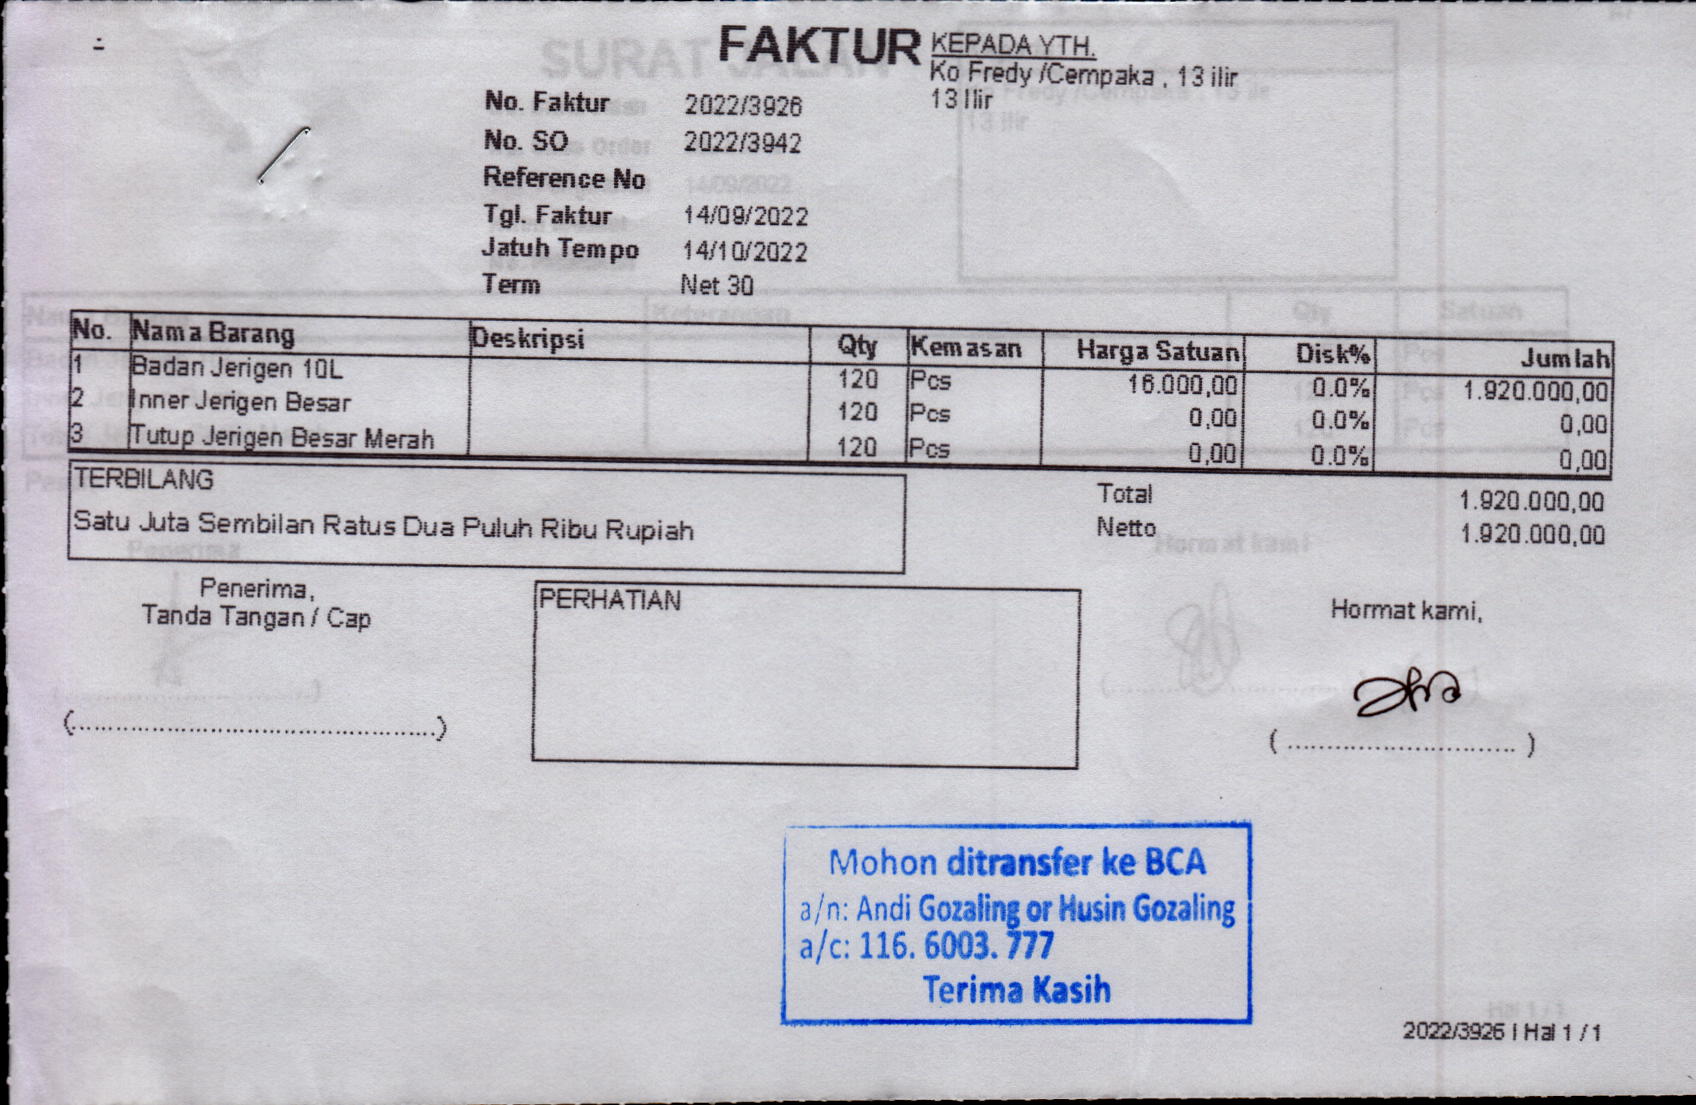 FAKTUR
KEPADA YTH.
Ko Fredy /Cempaka , 13 ilir
13 Ilir
No. Faktur 2022/3926
No. SO 2022/3942
Reference No
Tgl. Faktur 14/09/2022
Jatuh Tempo 14/10/2022
Term Net 30
No. Nama Barang Deskripsi Qty Kemasan Harga Satuan Disk% Jumlah
1 Badan Jerigen 10L 120 Pcs 16.000,00 0.0% 1.920.000,00
2 Inner Jerigen Besar 120 Pcs 0,00 0.0% 0,00
3 Tutup Jerigen Besar Merah 120 Pcs 0,00 0.0% 0,00
TERBILANG
Satu Juta Sembilan Ratus Dua Puluh Ribu Rupiah
Total 1.920.000,00
Netto 1.920.000,00
Penerima,
Tanda Tangan / Cap
PERHATIAN
Hormat kami,
Mohon ditransfer ke BCA
a/n: Andi Gozaling or Husin Gozaling
a/c: 116. 6003. 777
Terima Kasih
2022/3926 | Hal 1 / 1